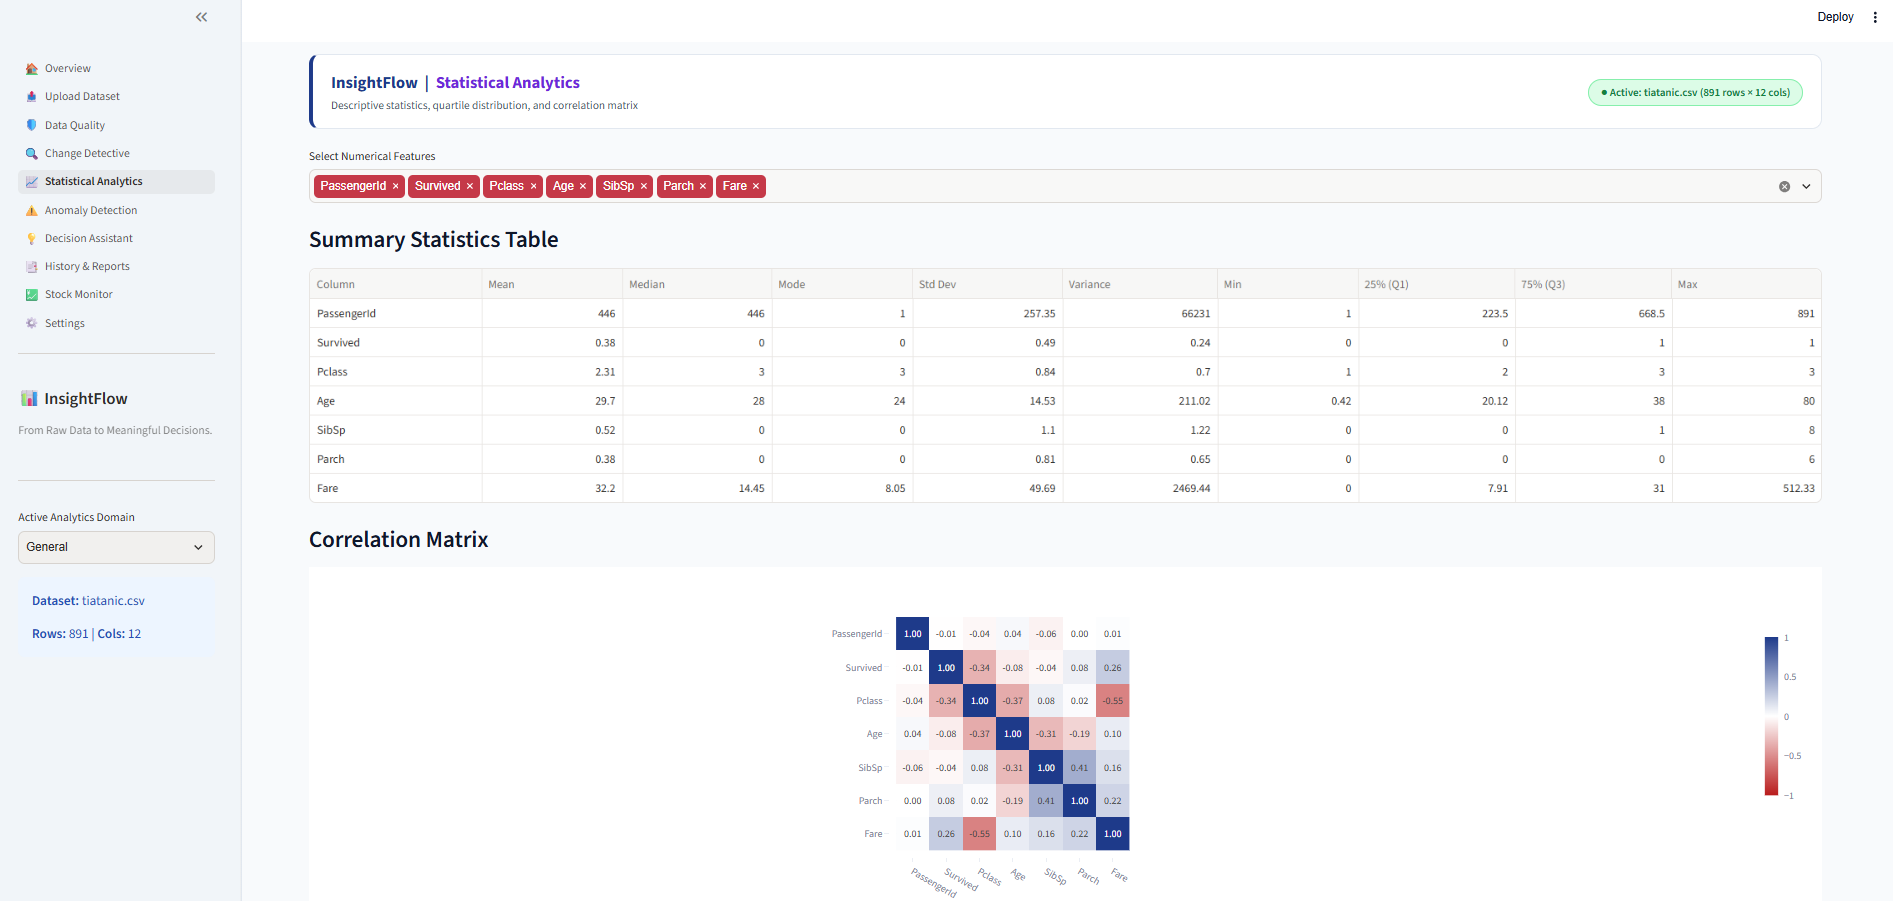 Deploy
Overview
Upload Dataset
Data Quality
Change Detective
Statistical Analytics
Anomaly Detection
Decision Assistant
History & Reports
Stock Monitor
Settings
InsightFlow
From Raw Data to Meaningful Decisions.
Active Analytics Domain
General
Dataset: tiatanic.csv
Rows: 891 | Cols: 12
InsightFlow | Statistical Analytics
Descriptive statistics, quartile distribution, and correlation matrix
● Active: tiatanic.csv (891 rows × 12 cols)
Select Numerical Features
PassengerId × Survived × Pclass × Age × SibSp × Parch × Fare ×
Summary Statistics Table
Column Mean Median Mode Std Dev Variance Min 25% (Q1) 75% (Q3) Max
PassengerId 446 446 1 257.35 66231 1 223.5 668.5 891
Survived 0.38 0 0 0.49 0.24 0 0 1 1
Pclass 2.31 3 3 0.84 0.7 1 2 3 3
Age 29.7 28 24 14.53 211.02 0.42 20.12 38 80
SibSp 0.52 0 0 1.1 1.22 0 0 1 8
Parch 0.38 0 0 0.81 0.65 0 0 0 6
Fare 32.2 14.45 8.05 49.69 2469.44 0 7.91 31 512.33
Correlation Matrix
PassengerId 1.00 -0.01 -0.04 0.04 -0.06 0.00 0.01
Survived -0.01 1.00 -0.34 -0.08 -0.04 0.08 0.26
Pclass -0.04 -0.34 1.00 -0.37 0.08 0.02 -0.55
Age 0.04 -0.08 -0.37 1.00 -0.31 -0.19 0.10
SibSp -0.06 -0.04 0.08 -0.31 1.00 0.41 0.16
Parch 0.00 0.08 0.02 -0.19 0.41 1.00 0.22
Fare 0.01 0.26 -0.55 0.10 0.16 0.22 1.00
PassengerId Survived Pclass Age SibSp Parch Fare
1
0.5
0
−0.5
−1